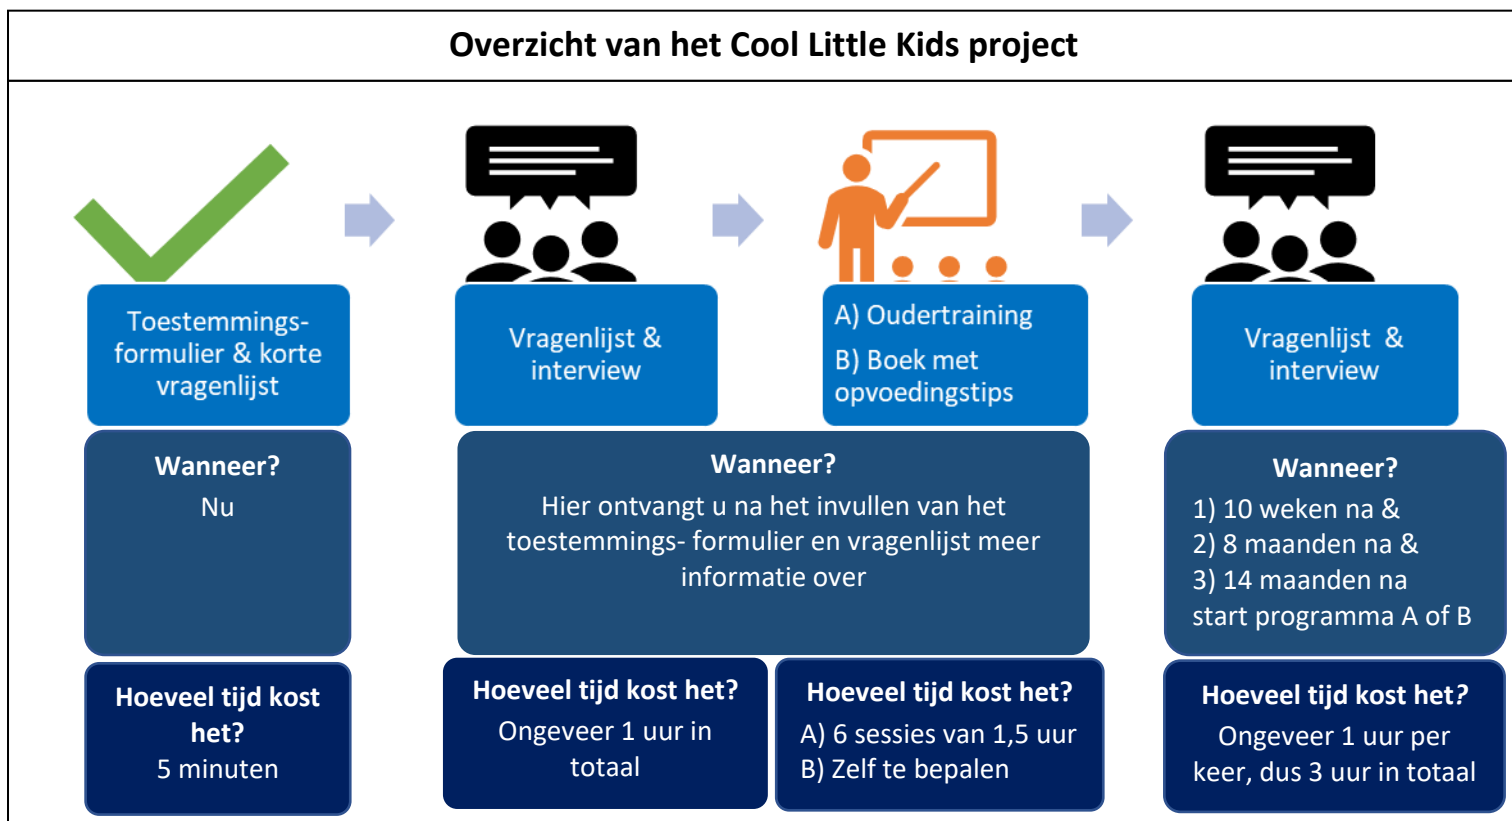 Overzicht van het Cool Little Kids project
Toestemmings-
formulier & korte
vragenlijst
Vragenlijst &
interview
A) Oudertraining
B) Boek met
opvoedingstips
Vragenlijst &
interview
Wanneer?
Nu
Wanneer?
Hier ontvangt u na het invullen van het
toestemmings- formulier en vragenlijst meer
informatie over
Wanneer?
1) 10 weken na &
2) 8 maanden na &
3) 14 maanden na
start programma A of B
Hoeveel tijd kost
het?
5 minuten
Hoeveel tijd kost het?
Ongeveer 1 uur in
totaal
Hoeveel tijd kost het?
A) 6 sessies van 1,5 uur
B) Zelf te bepalen
Hoeveel tijd kost het?
Ongeveer 1 uur per
keer, dus 3 uur in totaal